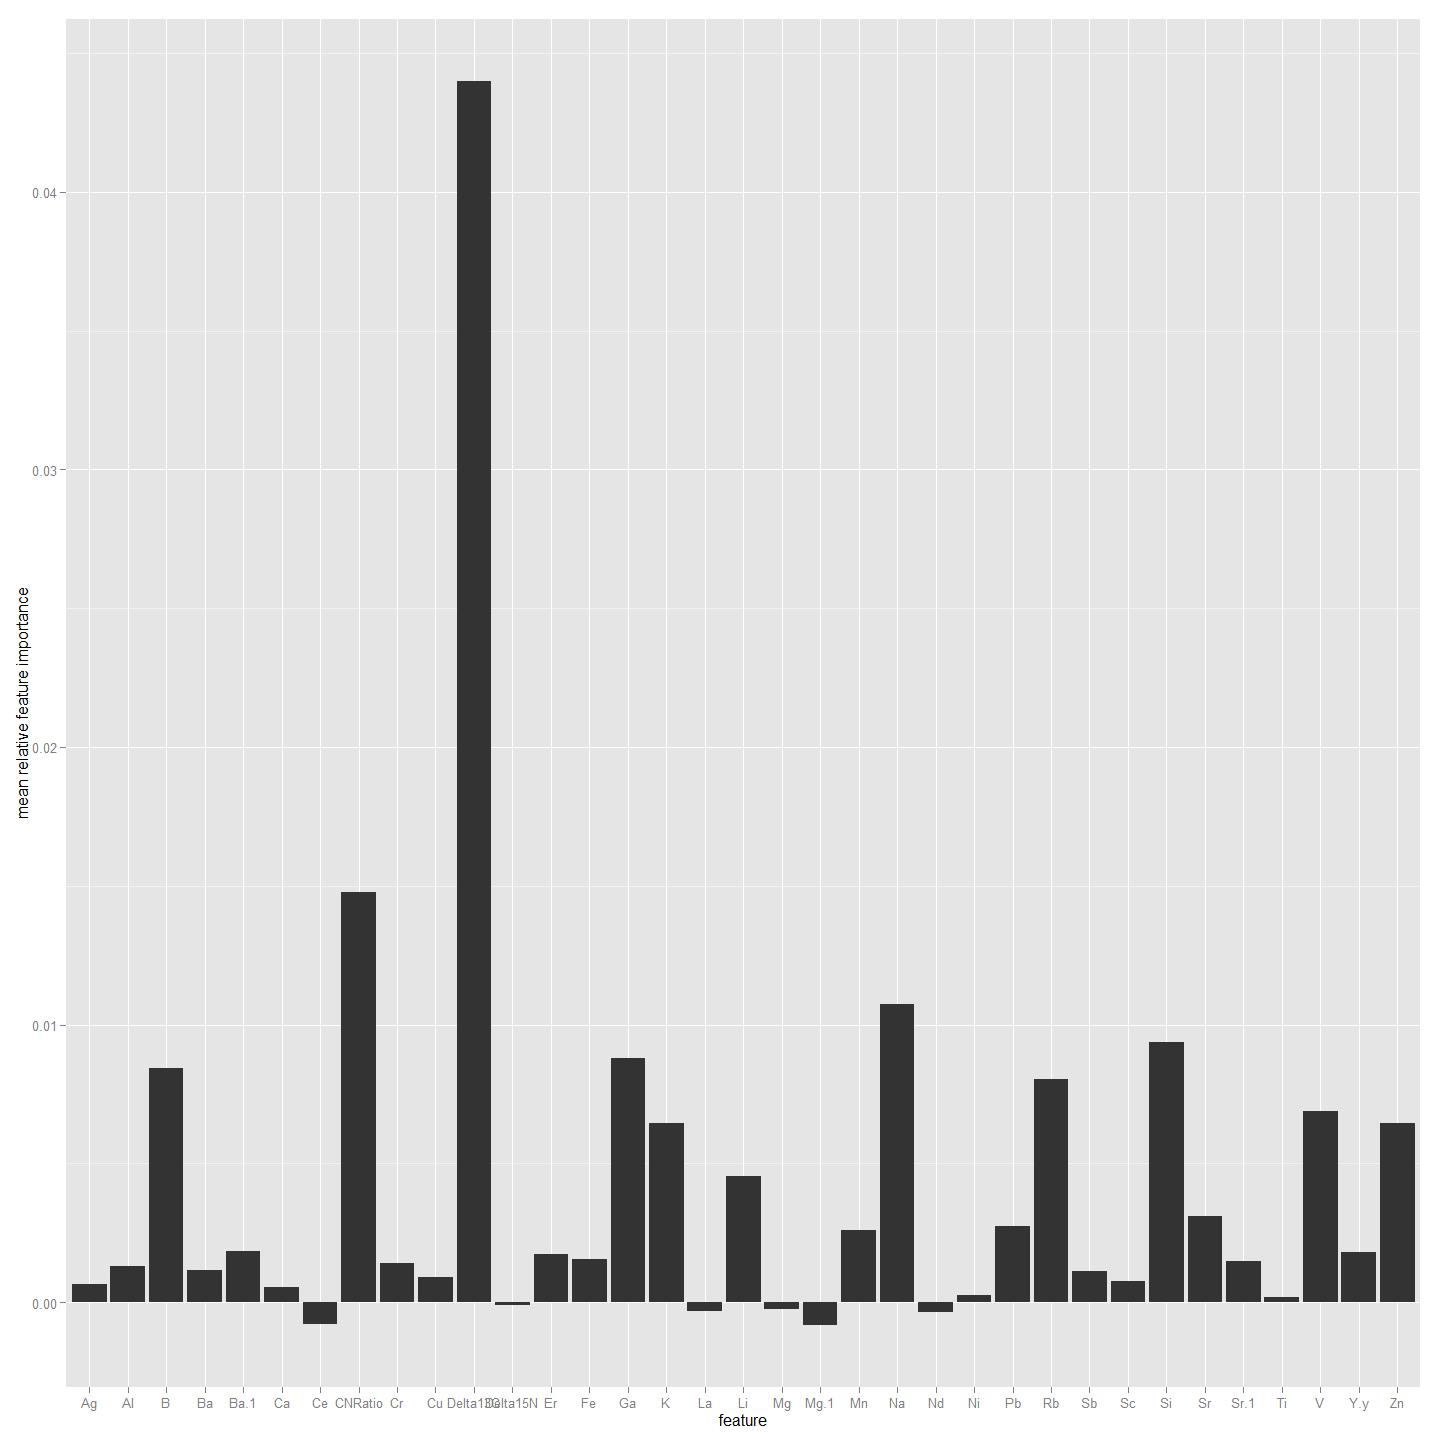 mean relative feature importance
0.04
0.03
0.02
0.01
0.00
Ag Al B Ba Ba.1 Ca Ce CNRatio Cr Cu Delta13C Delta15N Er Fe Ga K La Li Mg Mg.1 Mn Na Nd Ni Pb Rb Sb Sc Si Sr Sr.1 Ti V Y.y Zn
feature